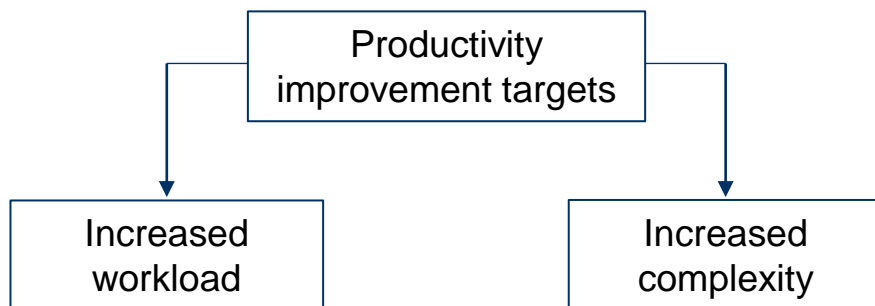 Productivity
improvement targets
Increased
workload
Increased
complexity